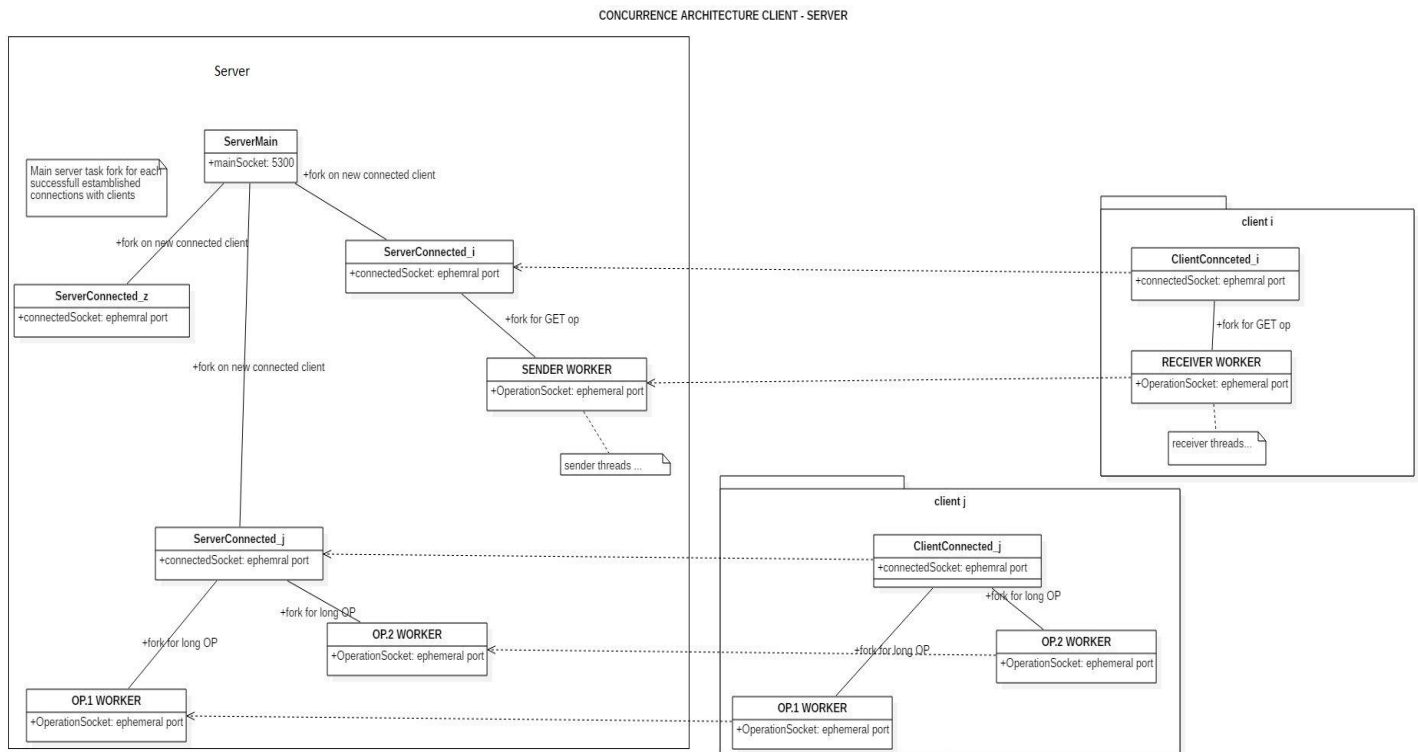 CONCURRENCE ARCHITECTURE CLIENT - SERVER
Server
ServerMain
+mainSocket: 5300
Main server task fork for each
successfull estamblished
connections with clients
+fork on new connected client
+fork on new connected client
ServerConnected_i
+connectedSocket: ephemral port
ServerConnected_z
+connectedSocket: ephemral port
+fork for GET op
+fork on new connected client
SENDER WORKER
+OperationSocket: ephemeral port
sender threads ...
client i
ClientConnceted_i
+connectedSocket: ephemral port
+fork for GET op
RECEIVER WORKER
+OperationSocket: ephemeral port
receiver threads...
ServerConnected_j
+connectedSocket: ephemral port
+fork for long OP
+fork for long OP
OP.2 WORKER
+OperationSocket: ephemeral port
OP.1 WORKER
+OperationSocket: ephemeral port
client j
ClientConnected_j
+connectedSocket: ephemral port
+fork for long OP
+fork for long OP
OP.2 WORKER
+OperationSocket: ephemeral port
OP.1 WORKER
+OperationSocket: ephemeral port